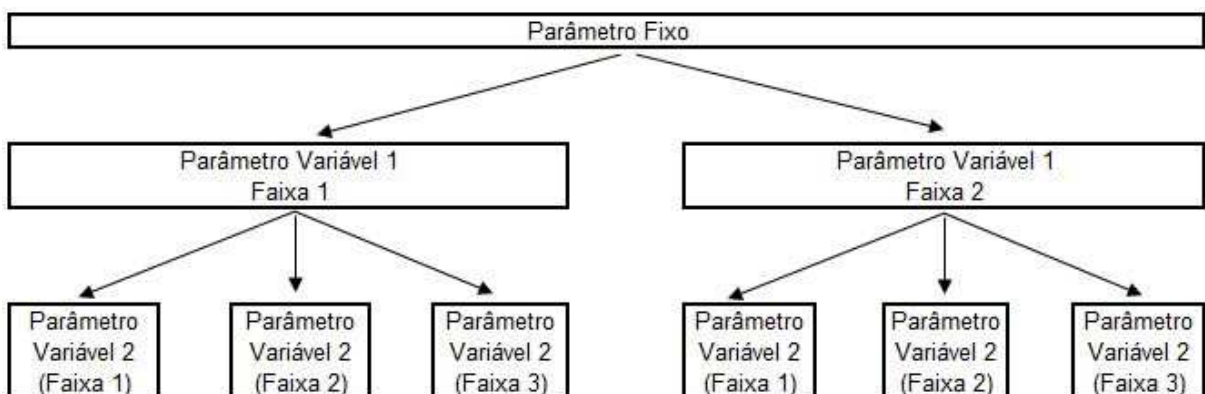 Parâmetro Fixo
Parâmetro Variável 1
Faixa 1
Parâmetro Variável 1
Faixa 2
Parâmetro
Variável 2
(Faixa 1)
Parâmetro
Variável 2
(Faixa 2)
Parâmetro
Variável 2
(Faixa 3)
Parâmetro
Variável 2
(Faixa 1)
Parâmetro
Variável 2
(Faixa 2)
Parâmetro
Variável 2
(Faixa 3)